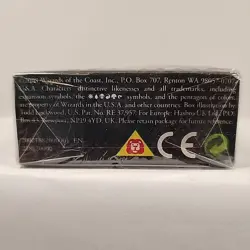 Wizards of the Coast, Inc., P.O. Box 707, Renton WA 98057-0707
U.S.A. Characters' distinctive likenesses and all trademarks, including
expansion symbols, the symbols, and the pentagon of colors
are property of Wizards in the U.S.A. and other countries. Box illustration by
Todd Lockwood. U.S. Pat. RE 37,957. For Europe: Hasbro UK Ltd., P.O.
Box Newport, NP19 4YD, UK. Please retain package for future reference.
EN
CE